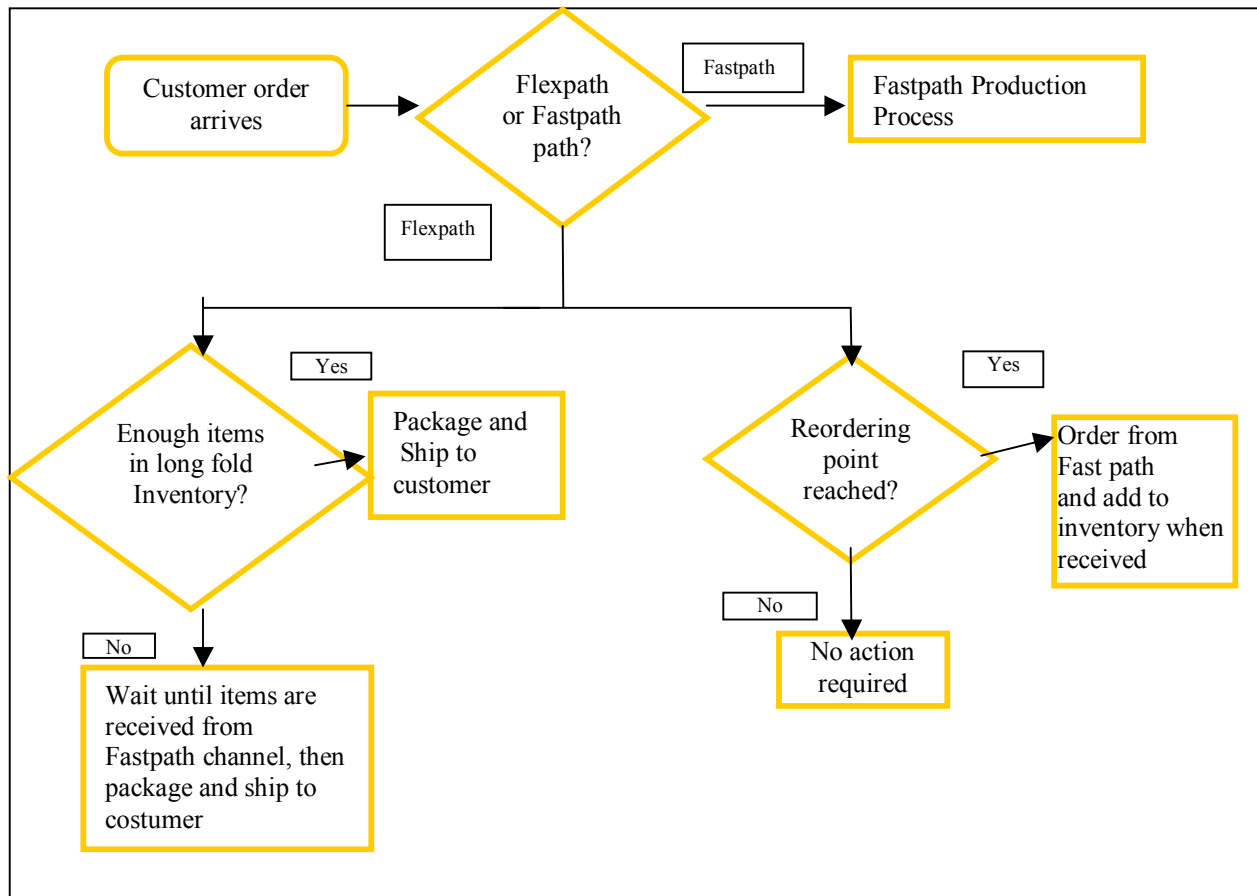 Customer order
arrives
Flexpath
or Fastpath
path?
Fastpath
Fastpath Production
Process
Flexpath
Enough items
in long fold
Inventory?
Yes
Package and
Ship to
customer
No
Wait until items are
received from
Fastpath channel, then
package and ship to
costumer
Reordering
point
reached?
Yes
Order from
Fast path
and add to
inventory when
received
No
No action
required